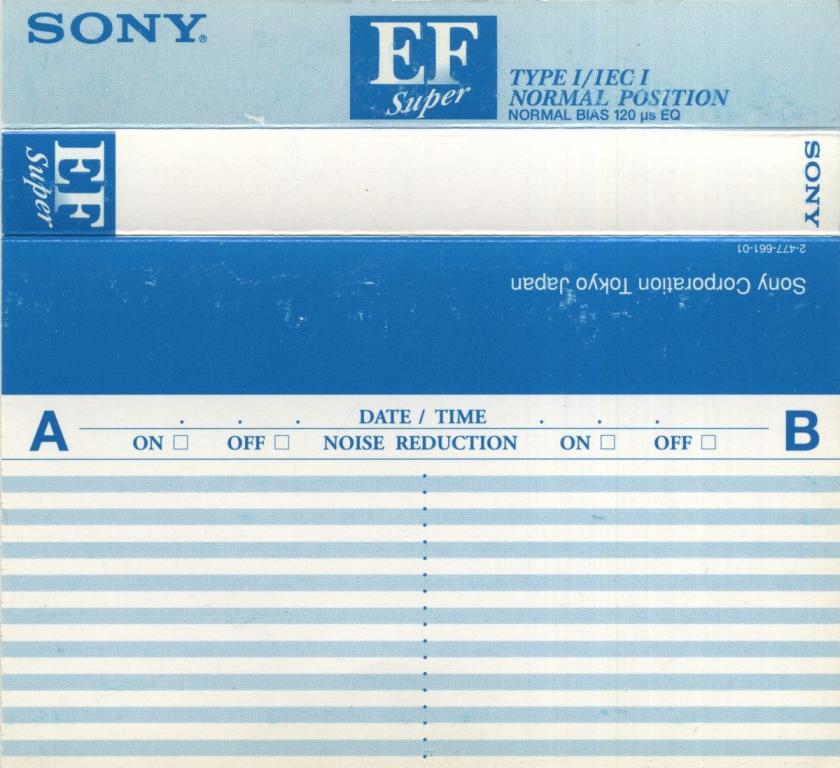 SONY®
EF
Super
TYPE I/IEC I
NORMAL POSITION
NORMAL BIAS 120 µs EQ
EF
Super
SONY
2-477-661-01
Sony Corporation Tokyo Japan
A DATE / TIME B
ON □ OFF □ NOISE REDUCTION ON □ OFF □